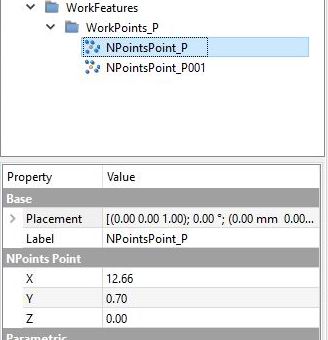 WorkFeatures
WorkPoints_P
NPointsPoint_P
NPointsPoint_P001
Property Value
Base
Placement [(0.00 0.00 1.00); 0.00 °; (0.00 mm 0.00...
Label NPointsPoint_P
NPoints Point
X 12.66
Y 0.70
Z 0.00
Parametric